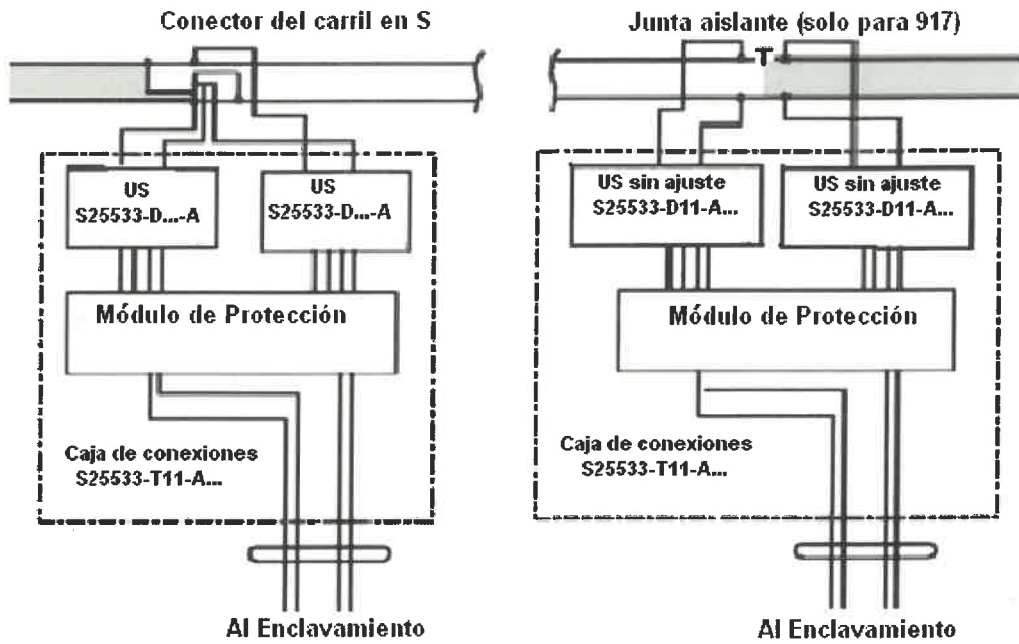 Conector del carril en S
US
S25533-D...-A
US
S25533-D...-A
Módulo de Protección
Caja de conexiones
S25533-T11-A...
Al Enclavamiento
Junta aislante (solo para 917)
US sin ajuste
S25533-D11-A...
US sin ajuste
S25533-D11-A...
Módulo de Protección
Caja de conexiones
S25533-T11-A...
Al Enclavamiento